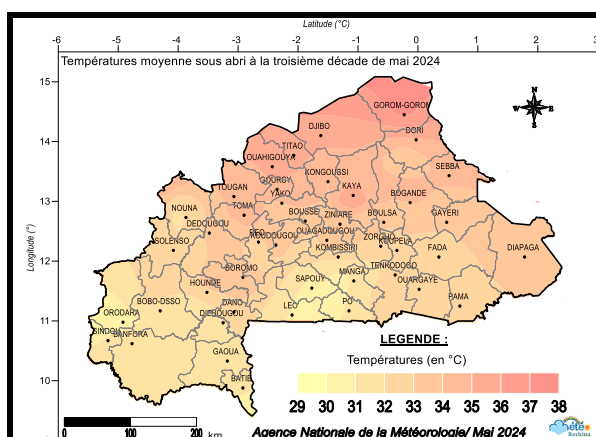 Latitude (°C)
-6 -5 -4 -3 -2 -1 0 1 2 3
Températures moyenne sous abri à la troisième décade de mai 2024
15
N
W E
S
GOROM-GOROM
14
DJIBO
DORI
TITAO
OUAHIGOUYA
SEBBA
KONGOUSSI
GOURCY
TOUGAN
KAYA
YAKO
BOGANDE
13
NOUNA
TOMA
BOUSSE
ZINIARE
BOULSA
GAYERI
DEDOUGOU
REO
KOUDOUGOU
OUAGADOUGOU
ZORGHO
SOLENSO
KOUPELA
KOMBISSIRI
FADA
DIAPAGA
Longitude (°)
12
BOROMO
TENKODOGO
MANGA
SAPOUY
HOUNDE
OUARGAYE
BOBO-DSSO
DANO
LEO
PO
PAMA
ORODARA
DIEBOUGOU
11
SINDOU
BANFORA
LEGENDE :
GAOUA
Températures (en °C)
10
BATIE
29 30 31 32 33 34 35 36 37 38
0 100 200
km
Agence Nationale de la Météorologie/ Mai 2024
Météo
Burkina